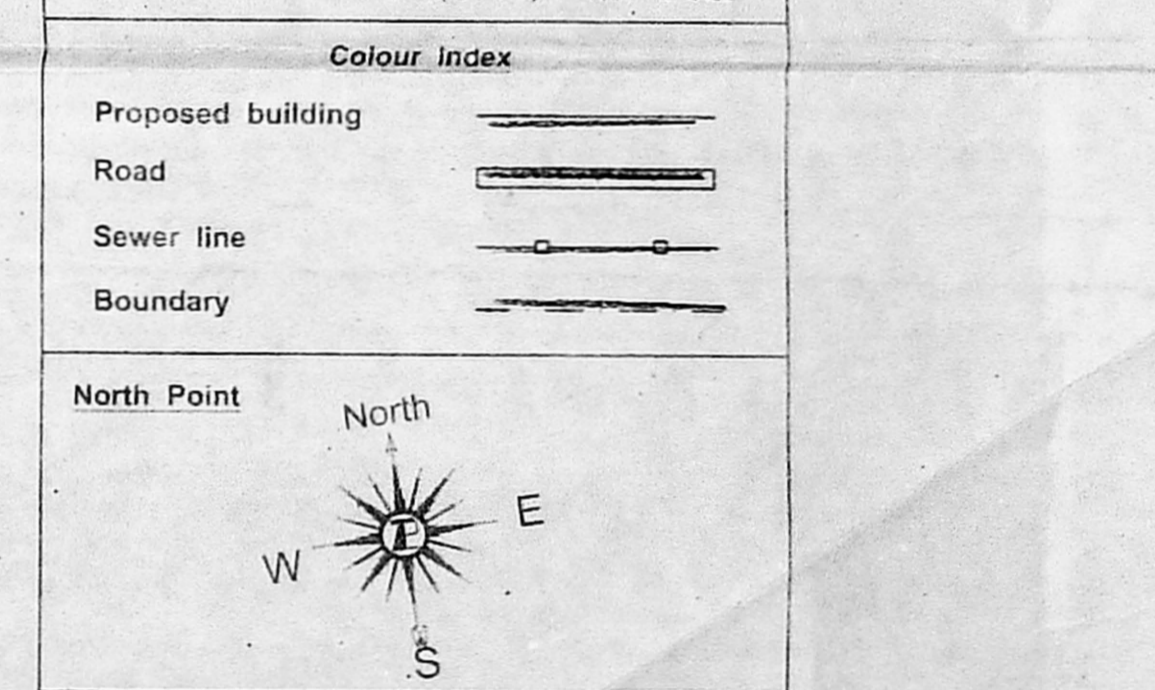 Colour Index
Proposed building
Road
Sewer line
Boundary
North Point
North
E
W
S